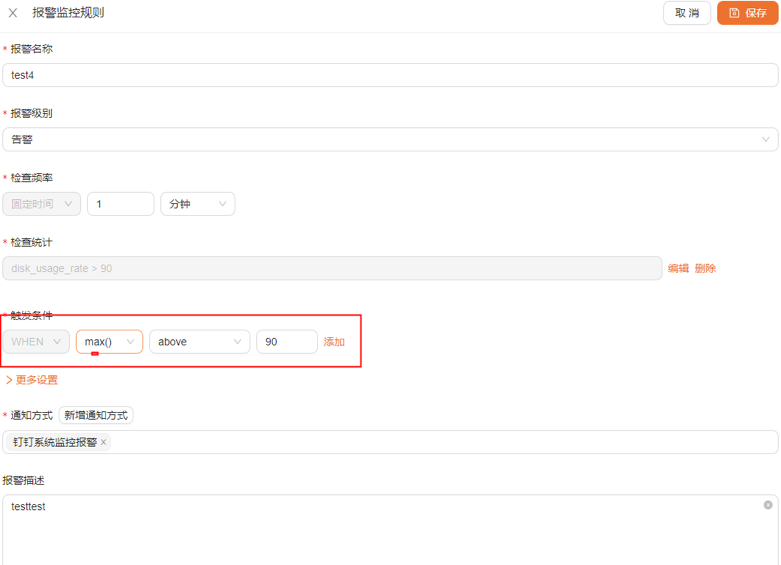 报警监控规则 取 消 保存
* 报警名称
test4
* 报警级别
告警
* 检查频率
固定时间 1 分钟
* 检查统计
disk_usage_rate > 90 编辑 删除
* 触发条件
WHEN max() above 90 添加
更多设置
* 通知方式 新增通知方式
钉钉系统监控报警
报警描述
testtest